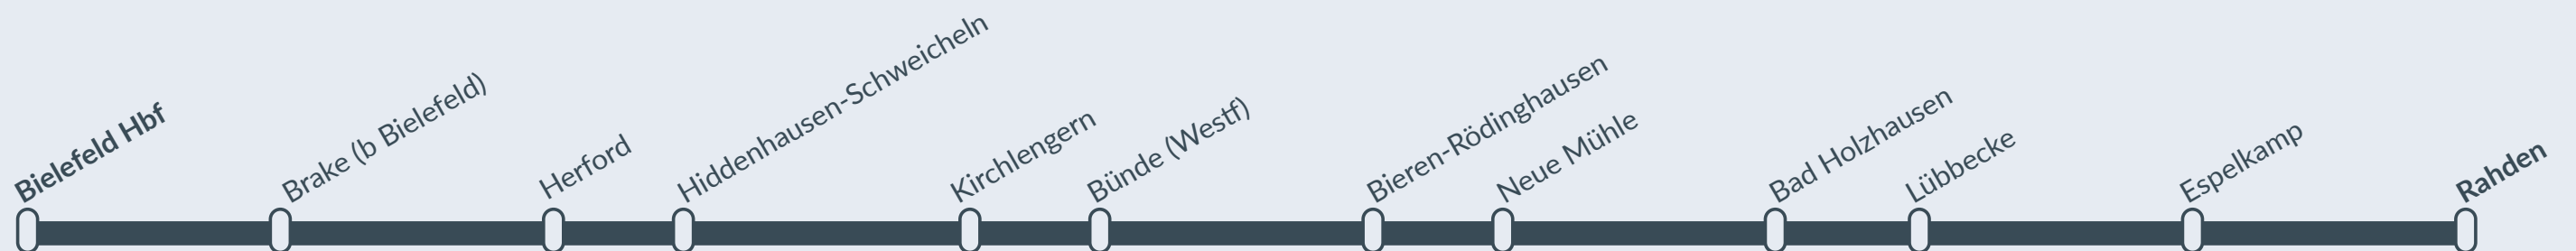 Bielefeld Hbf
Brake (b Bielefeld)
Herford
Hiddenhausen-Schweicheln
Kirchlengern
Bünde (Westf)
Bieren-Rödinghausen
Neue Mühle
Bad Holzhausen
Lübbecke
Espelkamp
Rahden